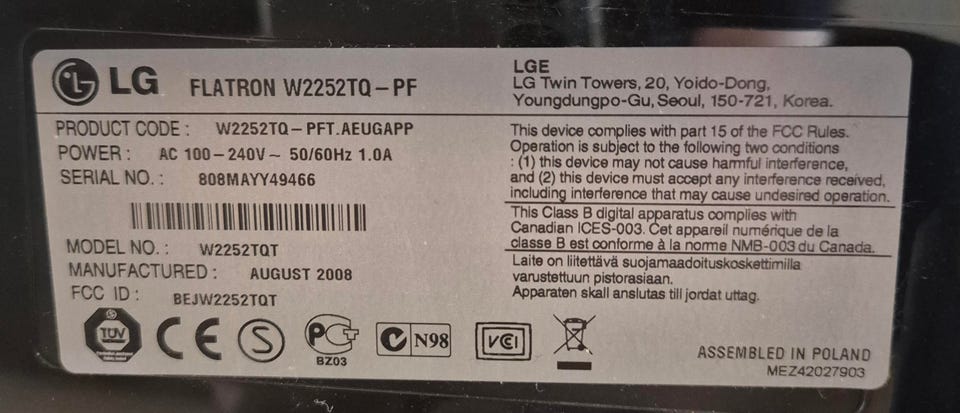 LG FLATRON W2252TQ-PF
PRODUCT CODE : W2252TQ-PFT.AEUGAPP
POWER : AC 100-240V~ 50/60Hz 1.0A
SERIAL NO. : 808MAYY49466
MODEL NO. : W2252TQT
MANUFACTURED : AUGUST 2008
FCC ID : BEJW2252TQT
TÜV
CE
S
PCT
BZ03
N98
VCI
LGE
LG Twin Towers, 20, Yoido-Dong,
Youngdungpo-Gu, Seoul, 150-721, Korea.
This device complies with part 15 of the FCC Rules.
Operation is subject to the following two conditions
: (1) this device may not cause harmful interference,
and (2) this device must accept any interference received,
including interference that may cause undesired operation.
This Class B digital apparatus complies with
Canadian ICES-003. Cet appareil numérique de la
classe B est conforme à la norme NMB-003 du Canada.
Laite on liitettävä suojamaadoituskoskettimilla
varustettuun pistorasiaan.
Apparaten skall anslutas till jordat uttag.
ASSEMBLED IN POLAND
MEZ42027903